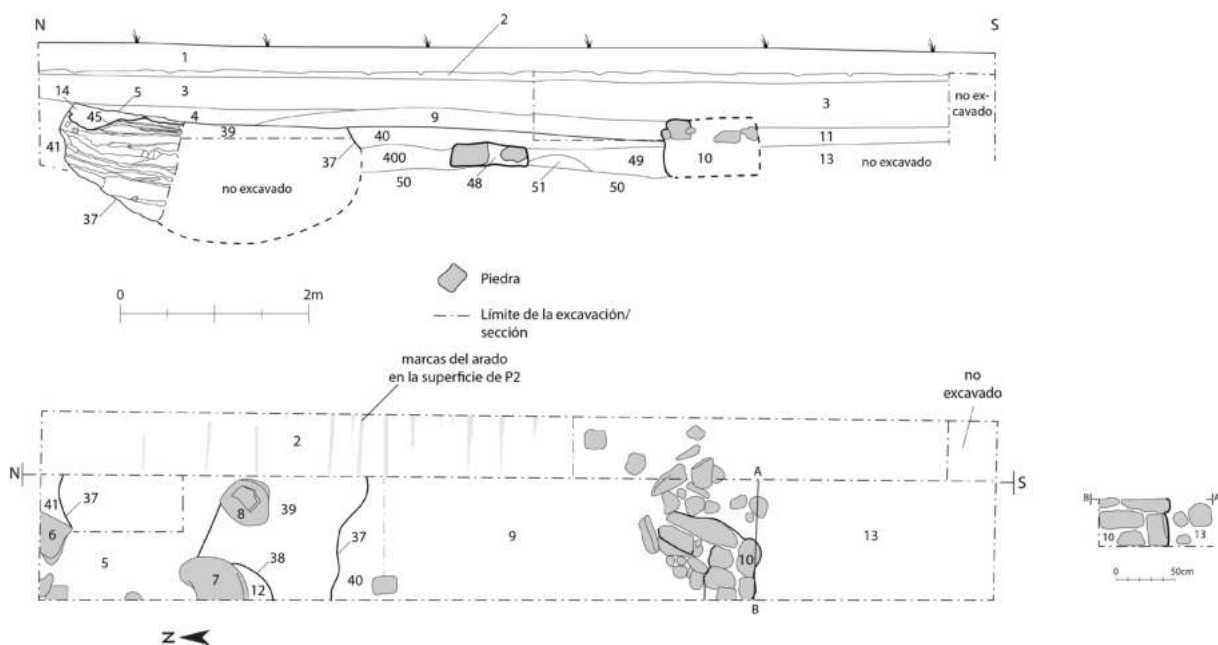 N
2
S
1
14
5
3
3
no ex-
cavado
45
4
9
39
40
11
41
37
400
49
10
13
no excavado
no excavado
50
48
51
50
37
Piedra
0
2m
Límite de la excavación/
sección
marcas del arado
en la superficie de P2
no
excavado
2
N
A
S
41
37
8
39
B
A
6
37
9
13
10
13
5
38
10
7
12
40
0
50cm
B
N